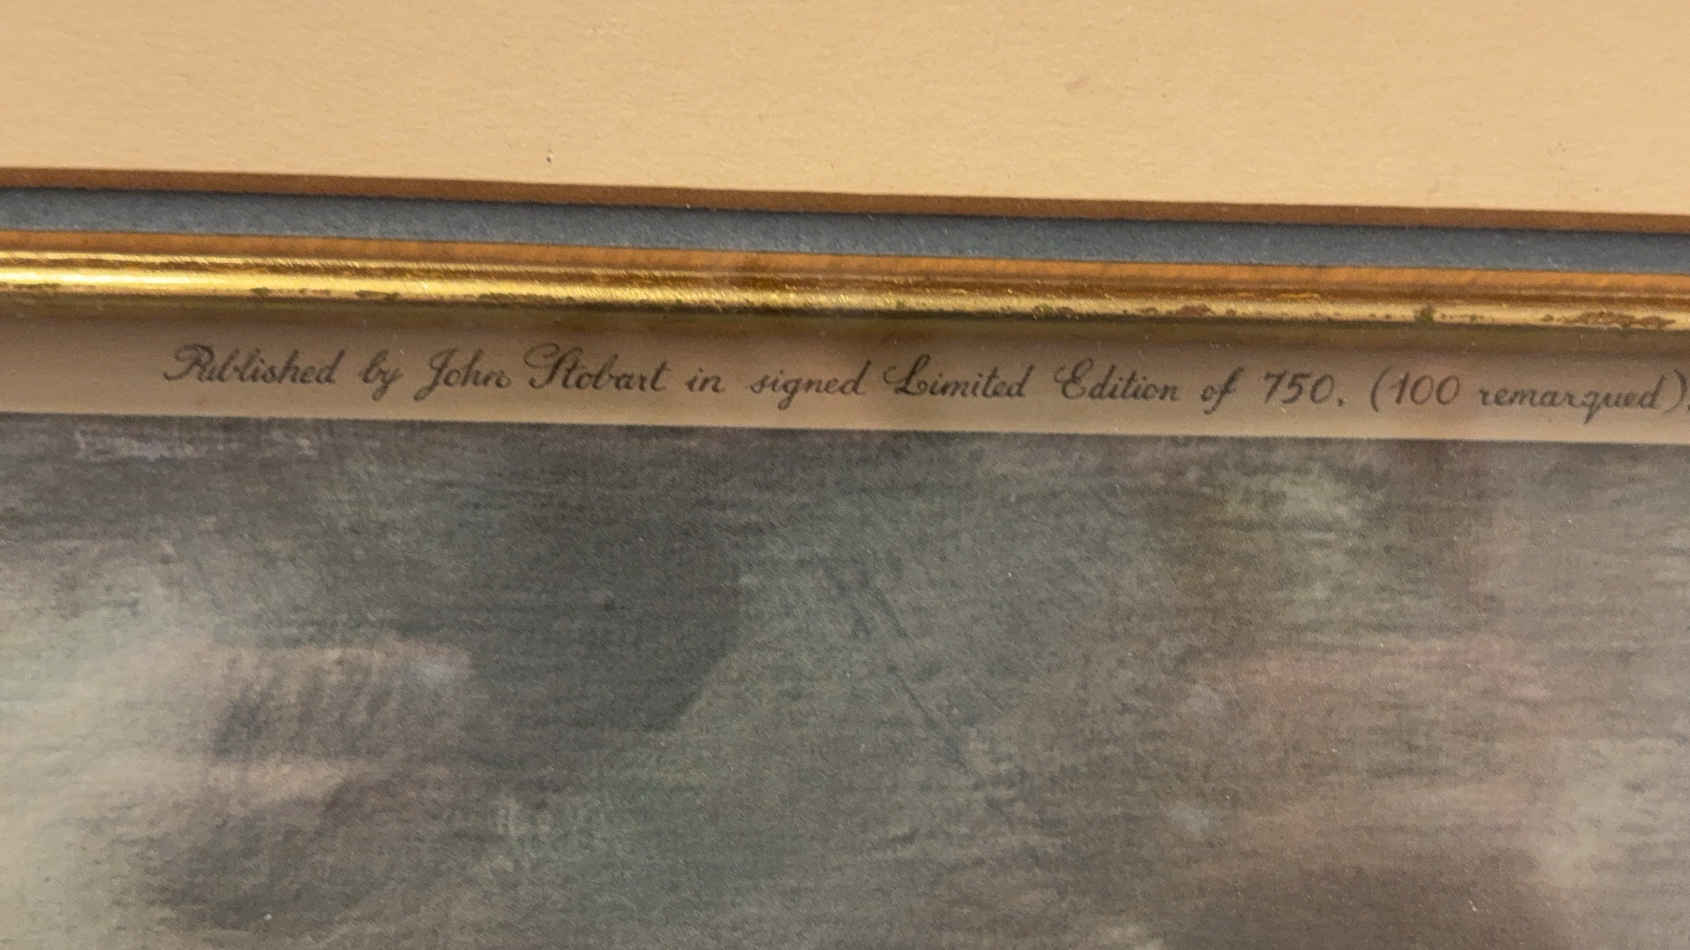 Published by John Stobart in signed Limited Edition of 750. (100 remarqued).